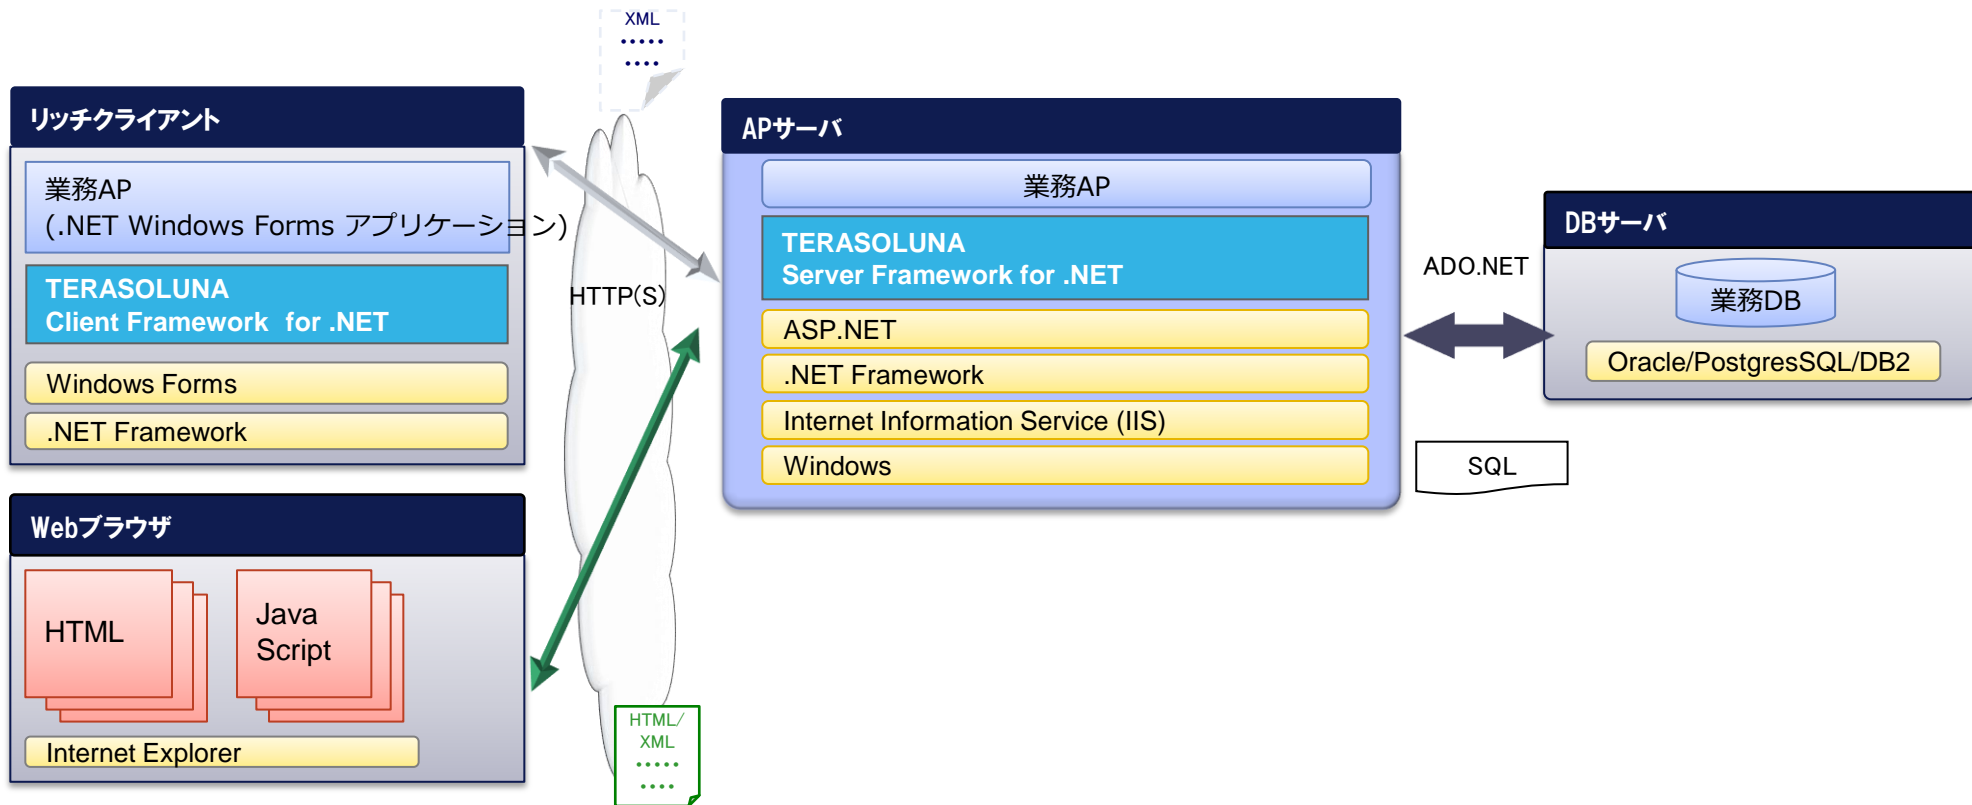 XML
•••••
••••
リッチクライアント
業務AP
(.NET Windows Forms アプリケーション)
TERASOLUNA
Client Framework for .NET
Windows Forms
.NET Framework
Webブラウザ
HTML
Java
Script
Internet Explorer
HTTP(S)
HTML/
XML
•••••
••••
APサーバ
業務AP
TERASOLUNA
Server Framework for .NET
ASP.NET
.NET Framework
Internet Information Service (IIS)
Windows
ADO.NET
SQL
DBサーバ
業務DB
Oracle/PostgresSQL/DB2